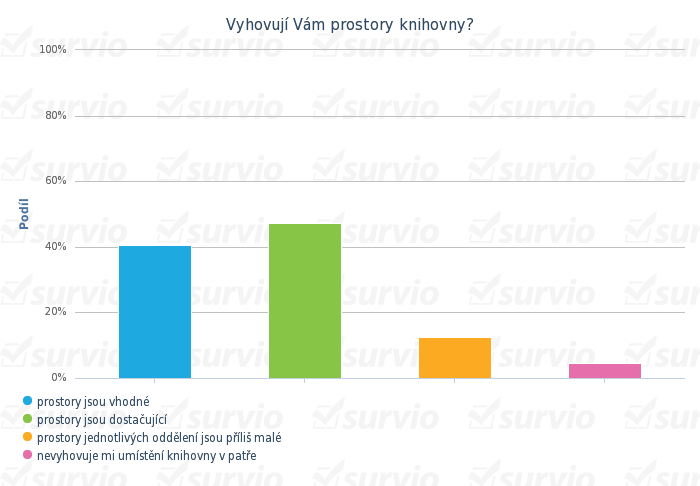 Vyhovují Vám prostory knihovny?
100%
80%
60%
40%
20%
0%
Podíl
prostory jsou vhodné
prostory jsou dostačující
prostory jednotlivých oddělení jsou příliš malé
nevyhovuje mi umístění knihovny v patře
survio